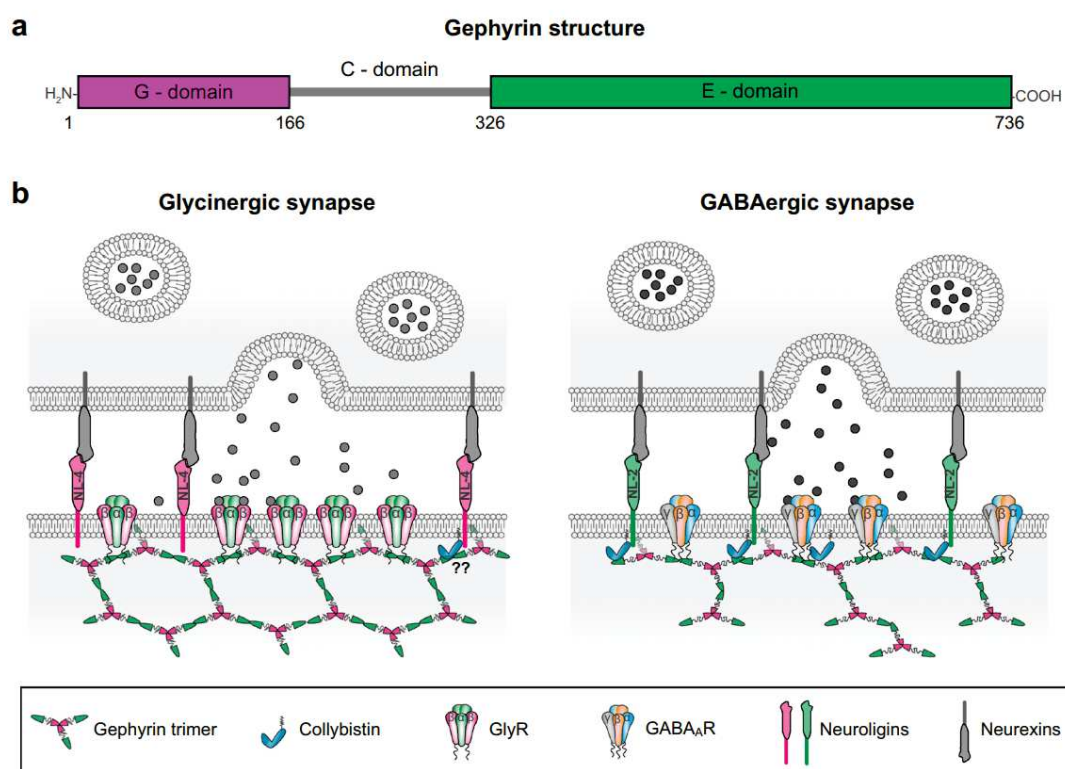 a
Gephyrin structure
C - domain
H₂N- G - domain E - domain -COOH
1 166 326 736
b
Glycinergic synapse GABAergic synapse
NL-4 NL-4 NL-4 NL-2 NL-2 NL-2
β α β β α β β α β β α β β α β γ β α γ β α γ β α γ β α
??
Gephyrin trimer Collybistin β α β GlyR γ β α GABA_AR Neuroligins Neurexins